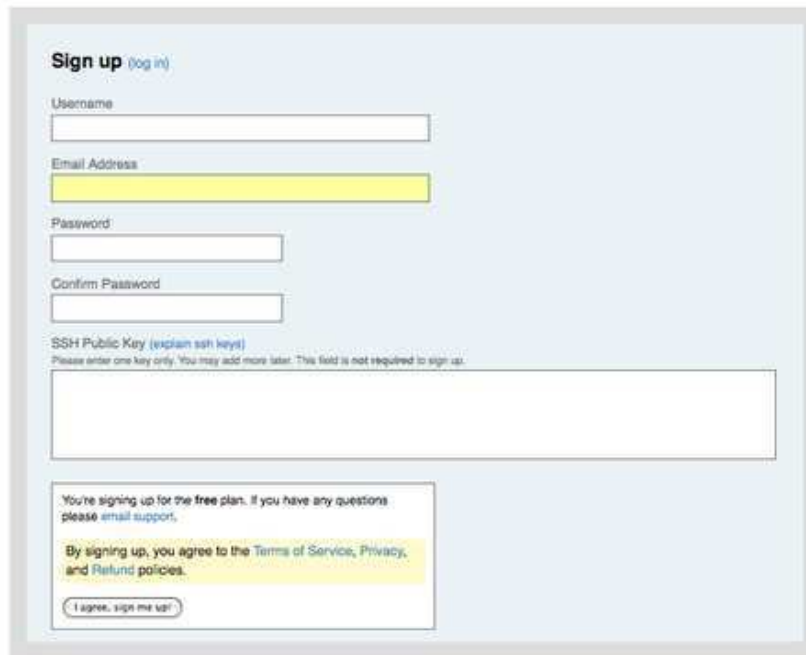 Sign up (log in)
Username
Email Address
Password
Confirm Password
SSH Public Key (explain ssh keys)
Please enter one key only. You may add more later. This field is not required to sign up.
You're signing up for the free plan. If you have any questions
please email support.
By signing up, you agree to the Terms of Service, Privacy,
and Refund policies.
I agree, sign me up!